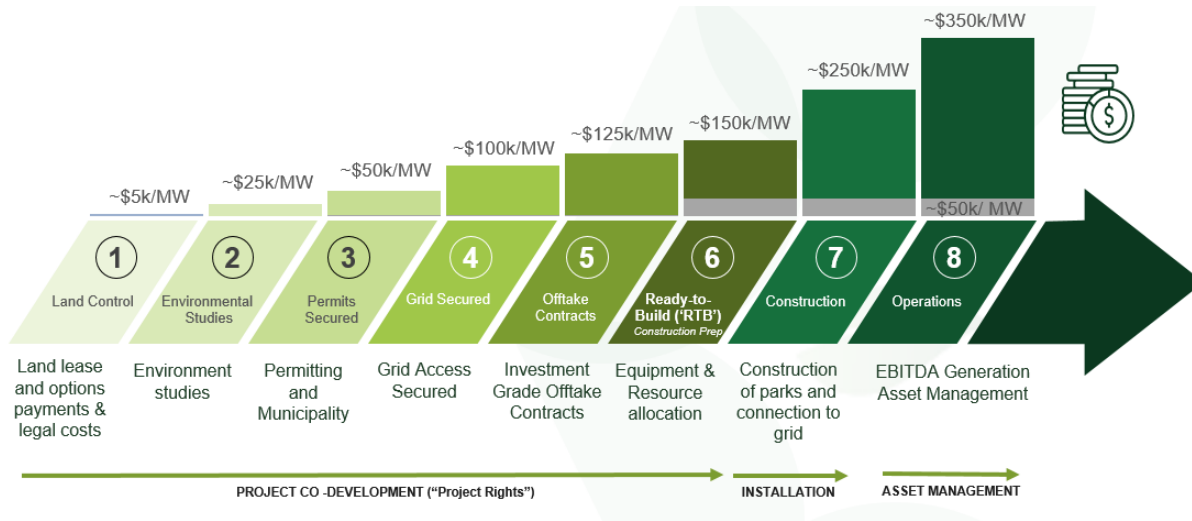 ~$350k/MW
~$250k/MW
~$150k/MW
~$125k/MW
~$100k/MW
~$50k/MW
~$25k/MW
~$5k/MW
$
~$50k/ MW
1
Land Control
2
Environmental
Studies
3
Permits
Secured
4
Grid Secured
5
Offtake
Contracts
6
Ready-to-
Build (‘RTB’)
Construction Prep
7
Construction
8
Operations
Land lease
and options
payments &
legal costs
Environment
studies
Permitting
and
Municipality
Grid Access
Secured
Investment
Grade Offtake
Contracts
Equipment &
Resource
allocation
Construction
of parks and
connection to
grid
EBITDA Generation
Asset Management
PROJECT CO -DEVELOPMENT (“Project Rights”)
INSTALLATION
ASSET MANAGEMENT